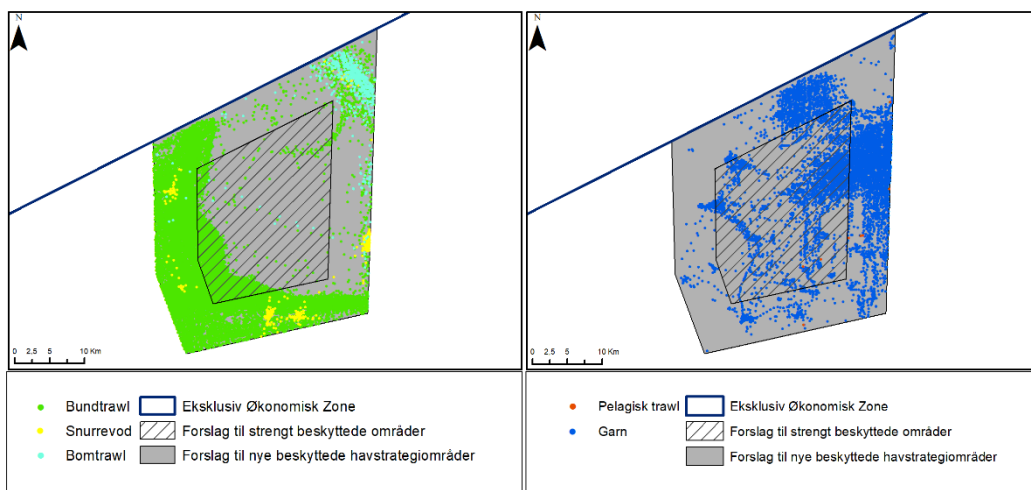 N
0 2.5 5 10 Km
Bundtrawl
Snurrevod
Bomtrawl
Eksklusiv Økonomisk Zone
Forslag til strengt beskyttede områder
Forslag til nye beskyttede havstrategiområder
N
0 2.5 5 10 Km
Pelagisk trawl
Garn
Eksklusiv Økonomisk Zone
Forslag til strengt beskyttede områder
Forslag til nye beskyttede havstrategiområder